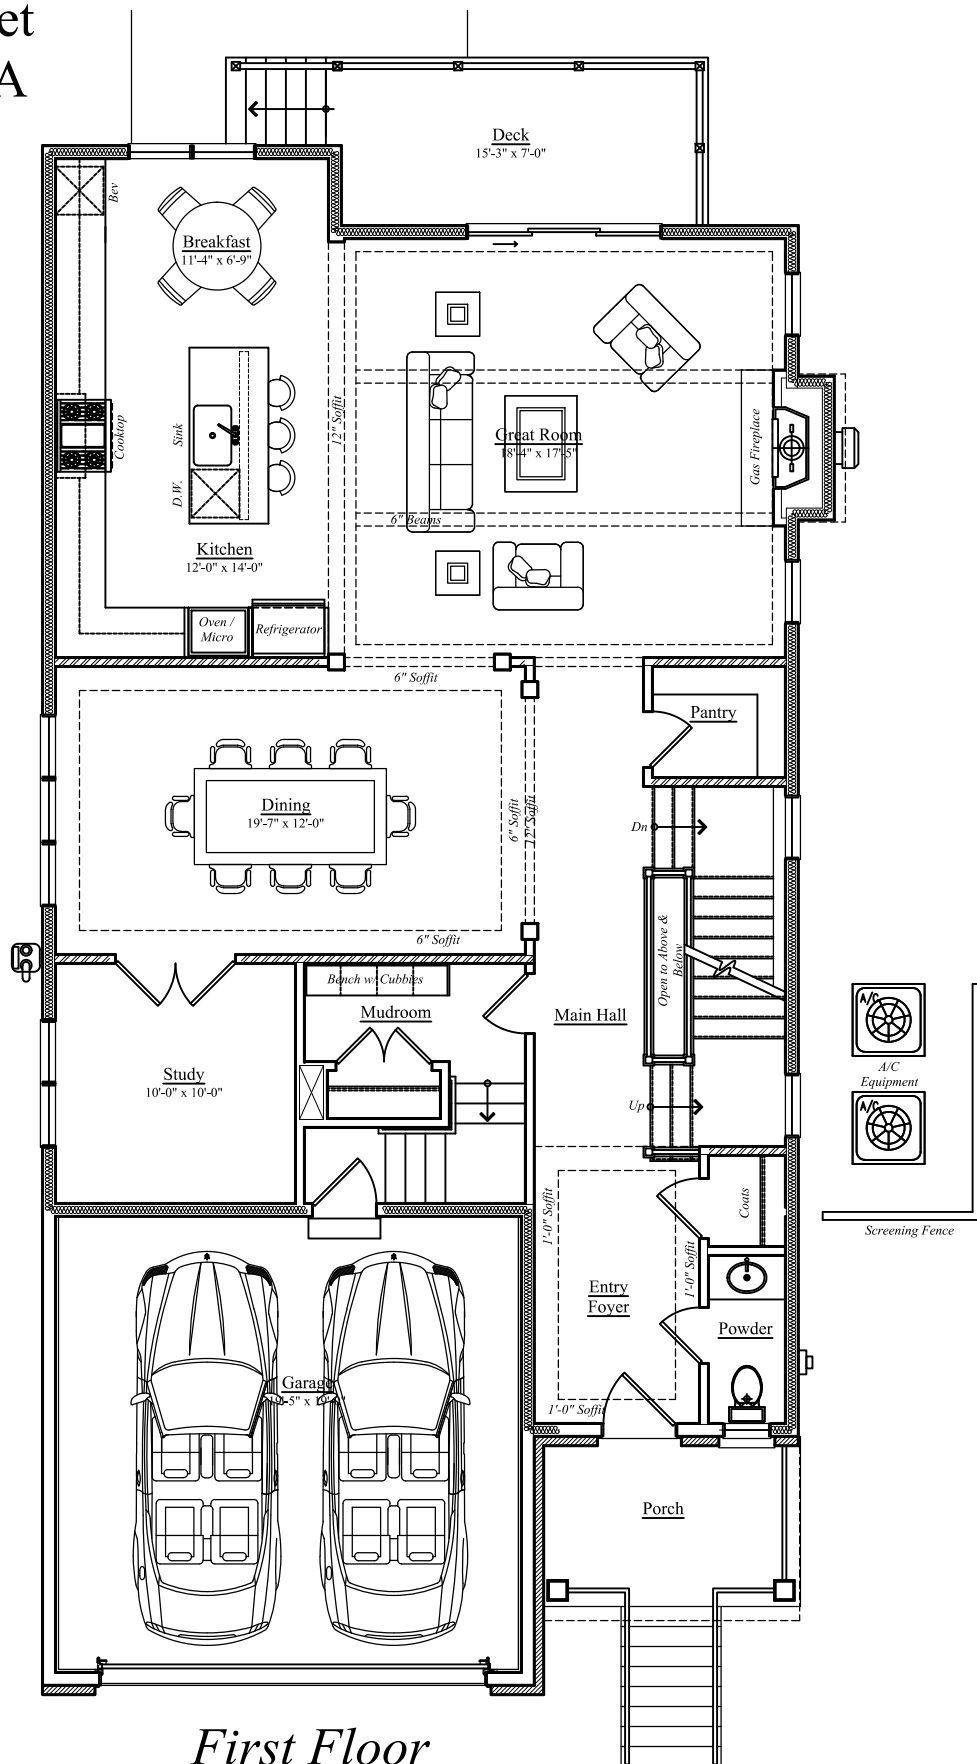 et
A
Deck
15'-3" x 7'-0"
Bev
Breakfast
11'-4" x 6'-9"
12" Soffit
Cooktop
Sink
D.W.
Great Room
18'-4" x 17'-5"
Gas Fireplace
6" Beams
Kitchen
12'-0" x 14'-0"
Oven /
Micro
Refrigerator
6" Soffit
Pantry
Dining
19'-7" x 12'-0"
6" Soffit
12" Soffit
Dn
6" Soffit
Open to Above &
Below
Bench w/ Cubbies
Mudroom
Main Hall
A/C
A/C
Equipment
Study
10'-0" x 10'-0"
Up
A/C
1'-0" Soffit
Coats
Screening Fence
1'-0" Soffit
Entry
Foyer
Powder
Garage
1'-0" Soffit
Porch
First Floor